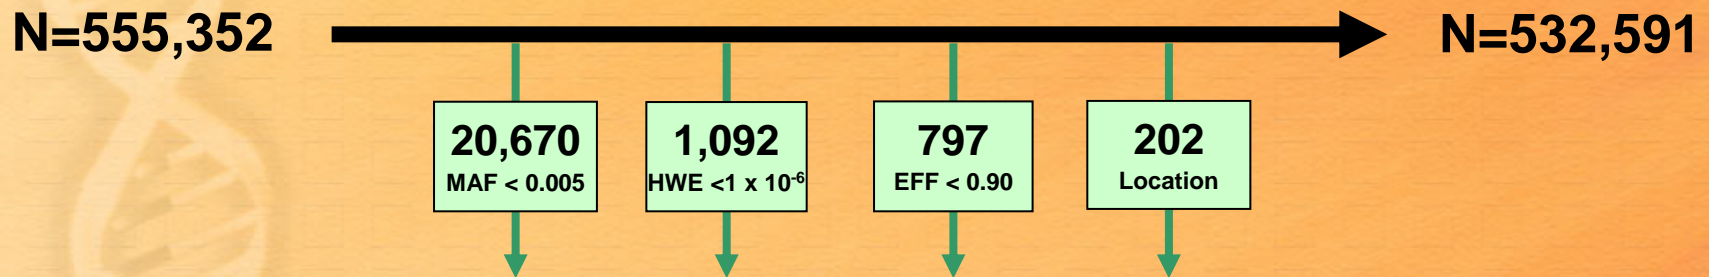 N=555,352
N=532,591
20,670
MAF < 0.005
1,092
HWE <1 x 10⁻⁶
797
EFF < 0.90
202
Location